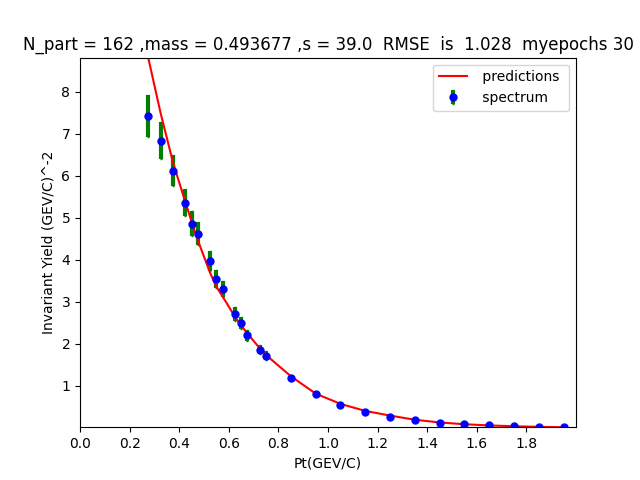 N_part = 162 ,mass = 0.493677 ,s = 39.0  RMSE  is  1.028  myepochs 30
predictions
spectrum
Invariant Yield (GEV/C)^-2
8
7
6
5
4
3
2
1
0.0 0.2 0.4 0.6 0.8 1.0 1.2 1.4 1.6 1.8
Pt(GEV/C)